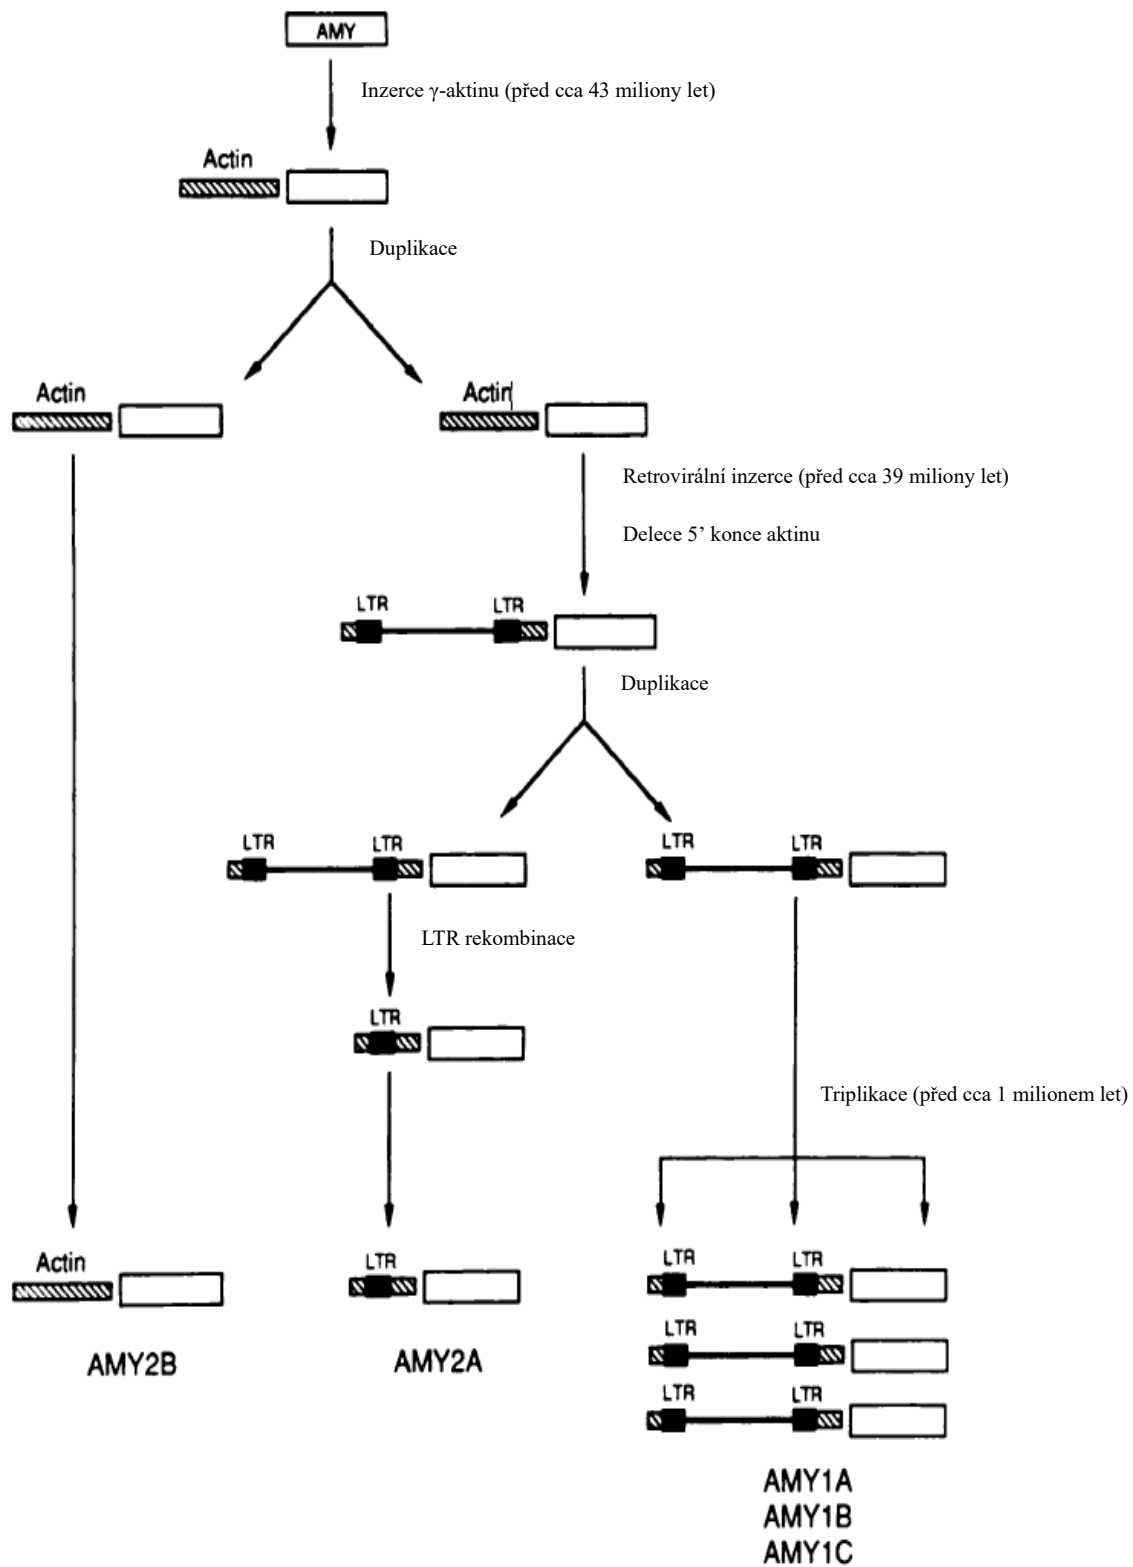 AMY
Inzerce γ-aktinu (před cca 43 miliony let)
Actin
Duplikace
Actin
Actin
Retrovirální inzerce (před cca 39 miliony let)
Delece 5’ konce aktinu
LTR LTR
Duplikace
LTR LTR LTR LTR
LTR rekombinace
LTR
Triplikace (před cca 1 milionem let)
Actin LTR LTR LTR
LTR LTR
AMY2B AMY2A LTR LTR
AMY1A
AMY1B
AMY1C